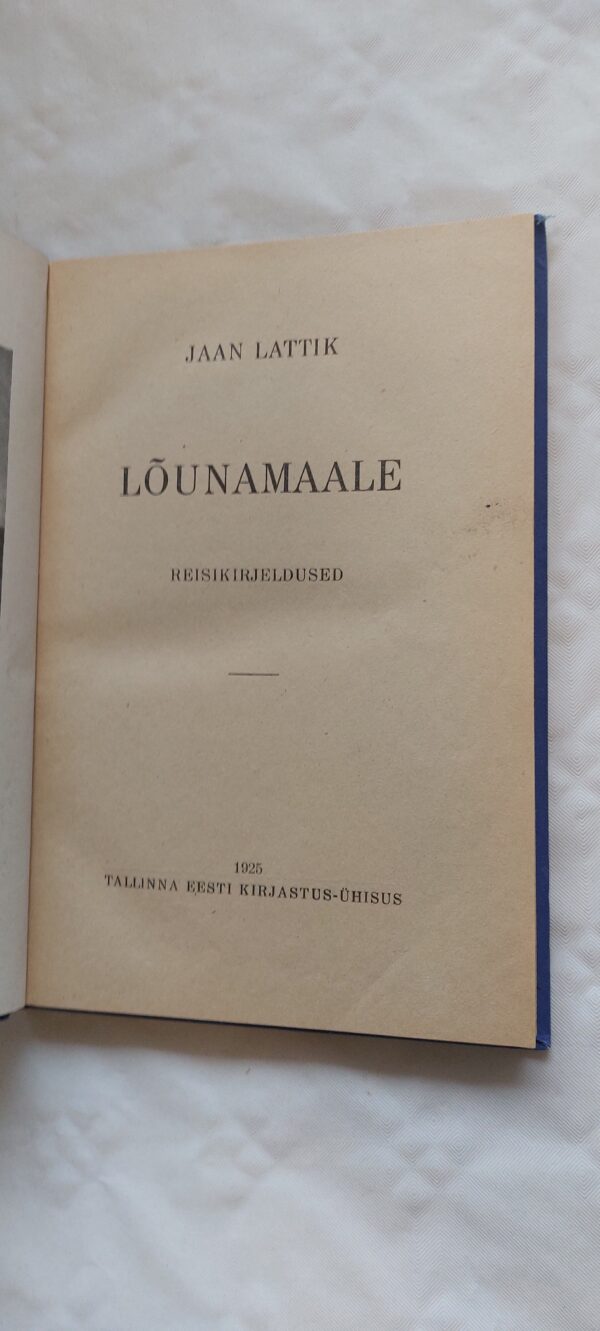 JAAN LATTIK
LÕUNAMAALE
REISIKIRJELDUSED
1925
TALLINNA EESTI KIRJASTUS-ÜHISUS